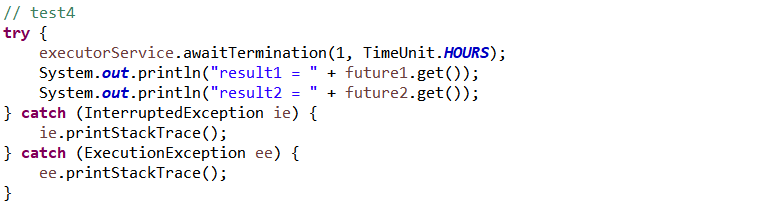 // test4
try {
    executorService.awaitTermination(1, TimeUnit.HOURS);
    System.out.println("result1 = " + future1.get());
    System.out.println("result2 = " + future2.get());
} catch (InterruptedException ie) {
    ie.printStackTrace();
} catch (ExecutionException ee) {
    ee.printStackTrace();
}